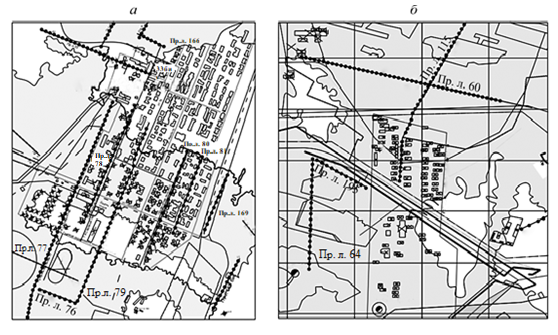 а
б
Пр.л. 166
Пр. л. 60
Пр.л. 80
Пр.л. 169
Пр.л. 77
Пр. л. 64
Пр.л. 79
Пр. л. 76